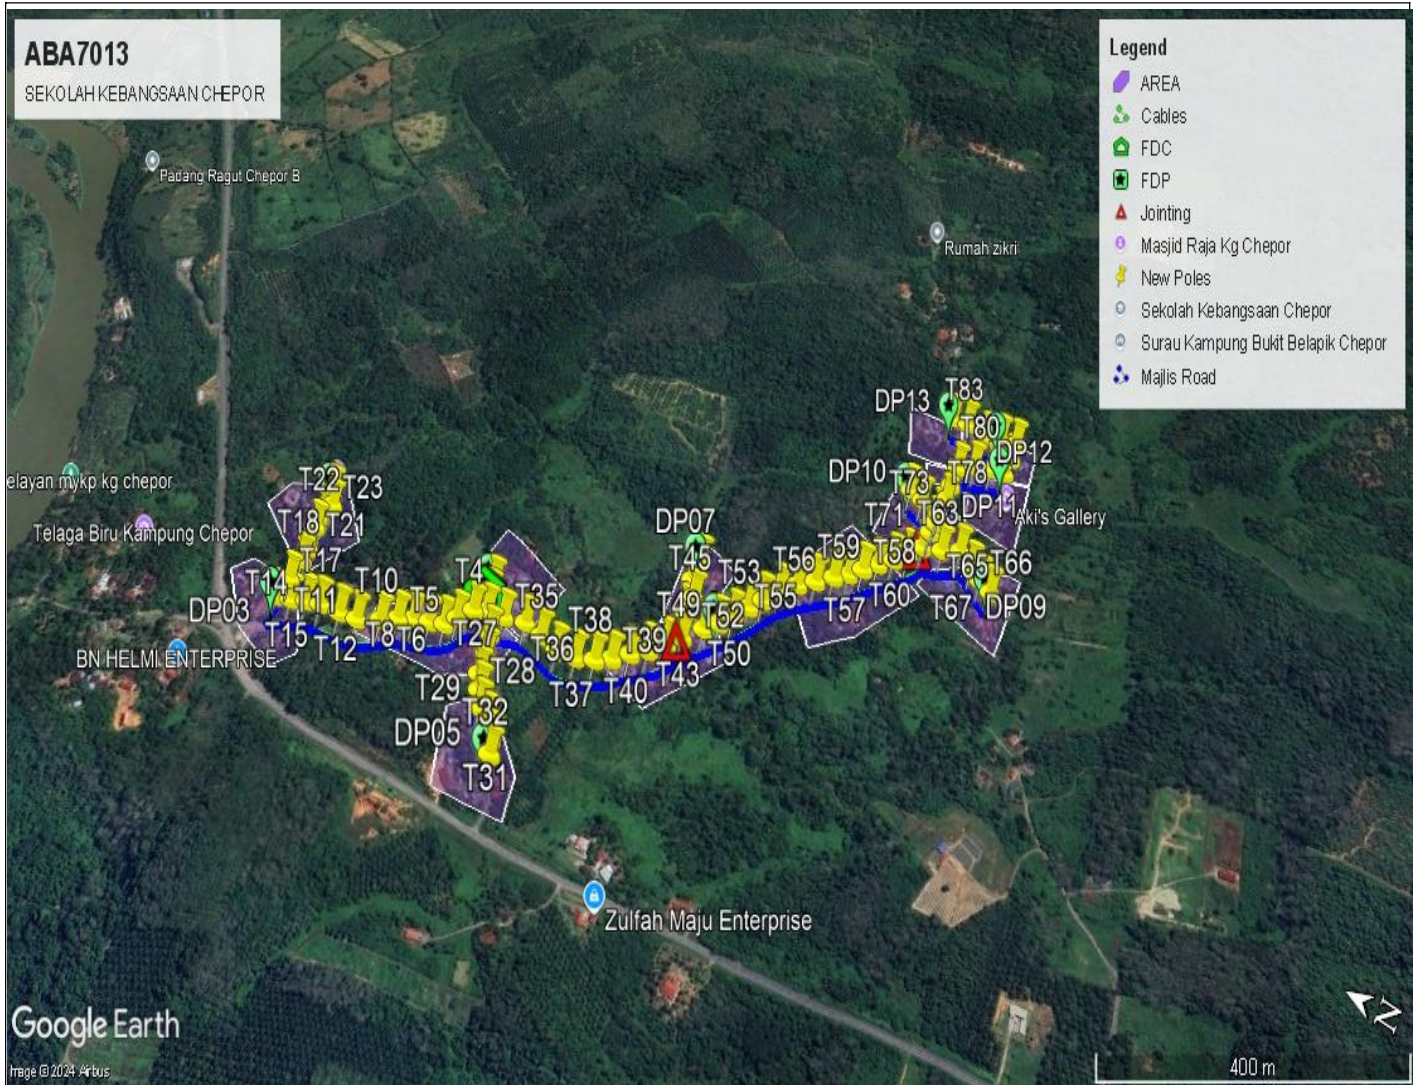 ABA7013
SEKOLAH KEBANGSAAN CHEPOR
Legend
AREA
Cables
FDC
FDP
Jointing
Masjid Raja Kg Chepor
New Poles
Sekolah Kebangsaan Chepor
Surau Kampung Bukit Belapik Chepor
Majlis Road
Padang Ragut Chepor B
Rumah zikri
T83
DP13
T80
DP12
DP10
T73
T78
DP11
T71
T63
Aki's Gallery
elayan mykp kg chepor
T22
T23
T18
T21
Telaga Biru Kampung Chepor
T17
DP07
T45
T53
T56
T59
T58
T65
T66
T14
T11
T10
T5
T4
T35
T49
T52
T55
T57
T60
T67
DP09
DP03
T15
T12
T8
T6
T27
T36
T38
T39
T50
BN HELMI ENTERPRISE
T28
T29
T37
T40
T43
T32
DP05
T31
Zulfah Maju Enterprise
Google Earth
Image © 2024 Airbus
N
400 m